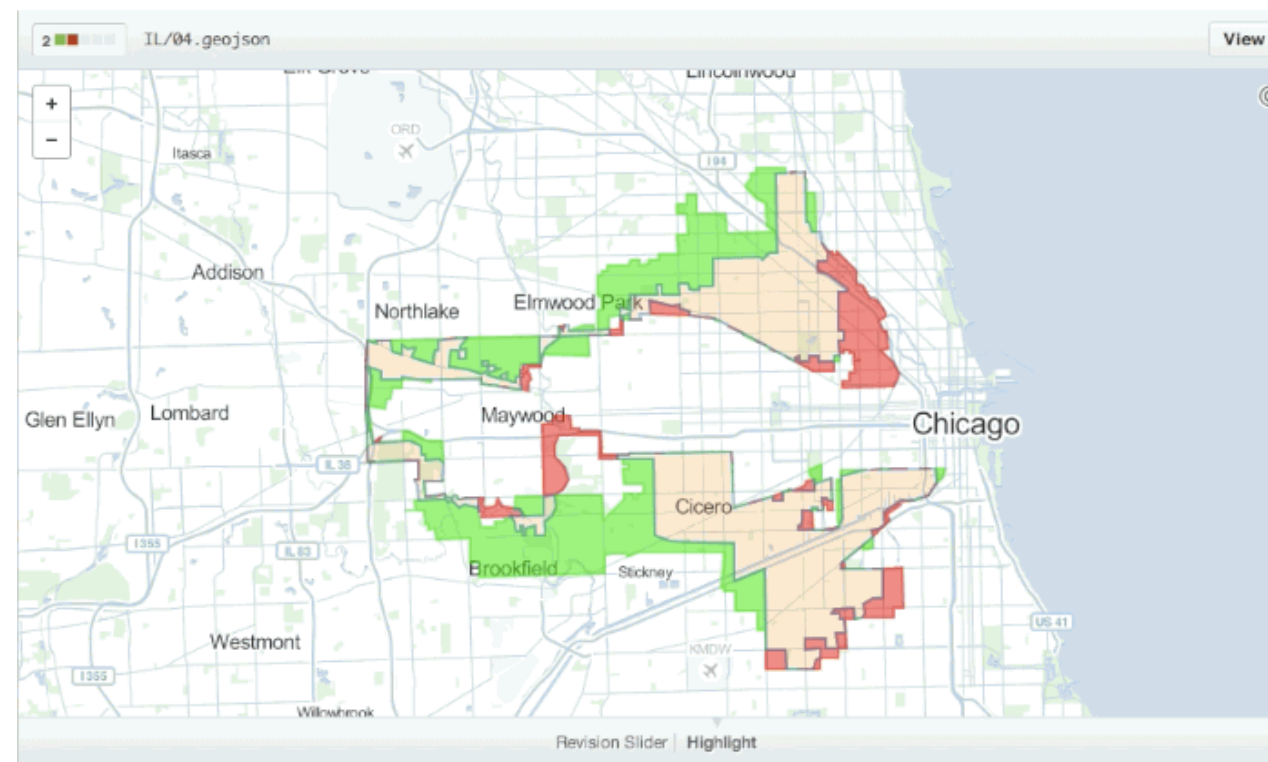 2 IL/04.geojson View
Elk Grove Lincolnwood
+
−
ORD
Itasca
I 94
Addison
Northlake Elmwood Park
Glen Ellyn Lombard Maywood Chicago
IL 38
Cicero
I 355 IL 83
Brookfield Stickney
US 41
Westmont KMDW
I 355
Willowbrook
Revision Slider Highlight